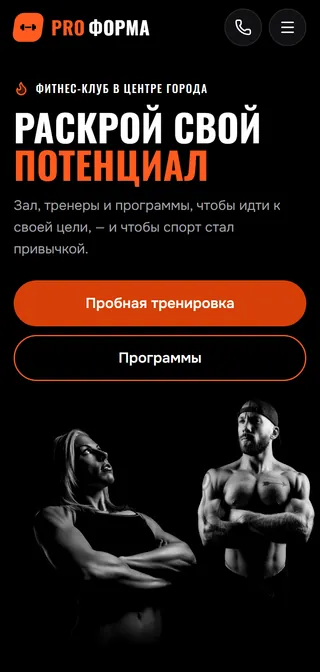 PRO ФОРМА
ФИТНЕС-КЛУБ В ЦЕНТРЕ ГОРОДА
РАСКРОЙ СВОЙ
ПОТЕНЦИАЛ
Зал, тренеры и программы, чтобы идти к
своей цели, — и чтобы спорт стал
привычкой.
Пробная тренировка
Программы